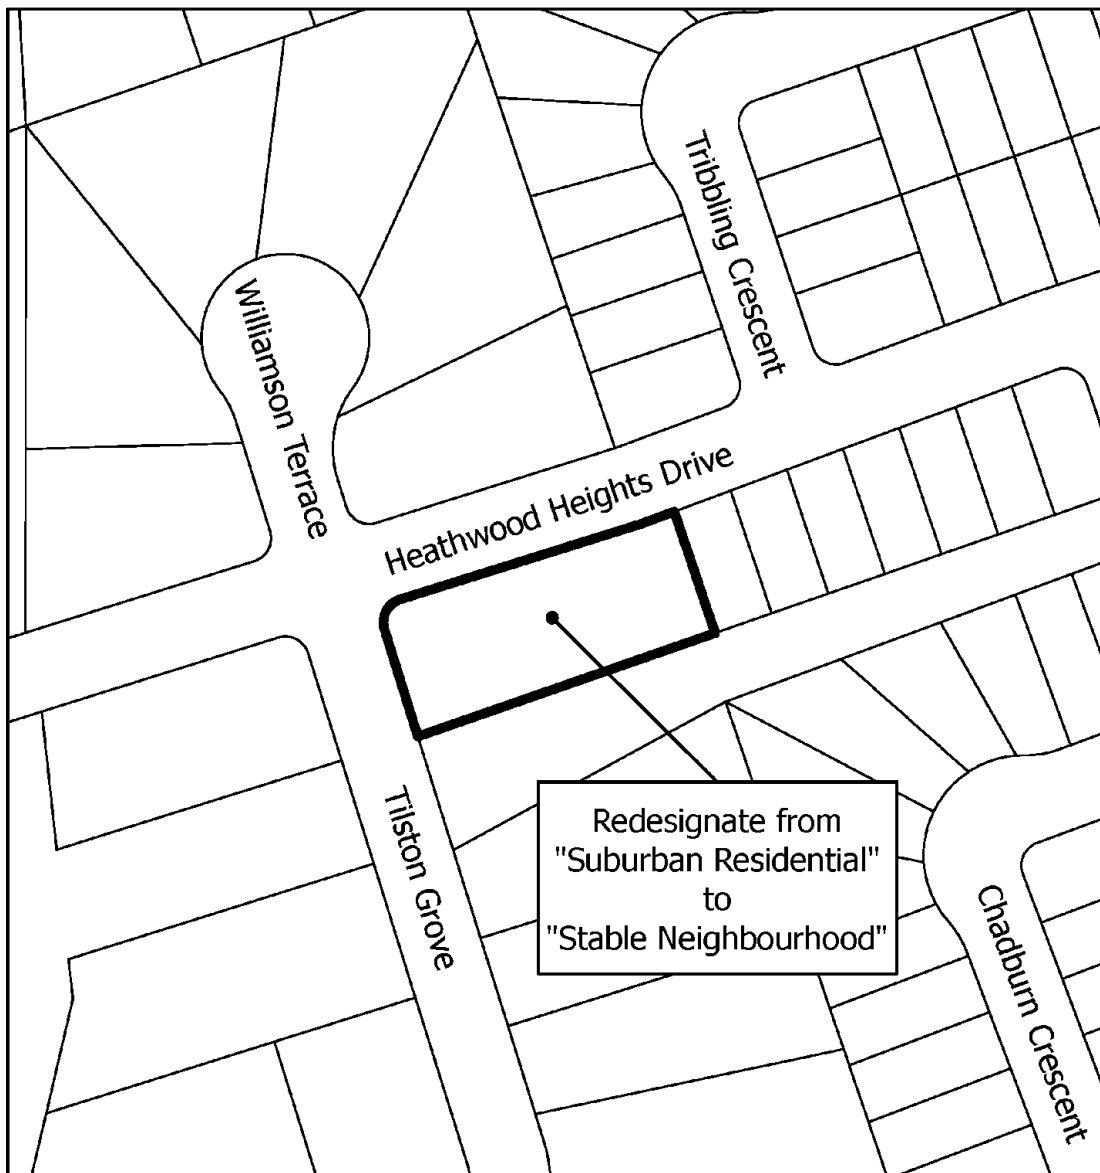 Tribbling Crescent
Williamson Terrace
Heathwood Heights Drive
Tilston Grove
Redesignate from
"Suburban Residential"
to
"Stable Neighbourhood"
Chadburn Crescent